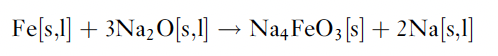 Fe[s,l] + 3Na₂O[s,l] → Na₄FeO₃[s] + 2Na[s,l]